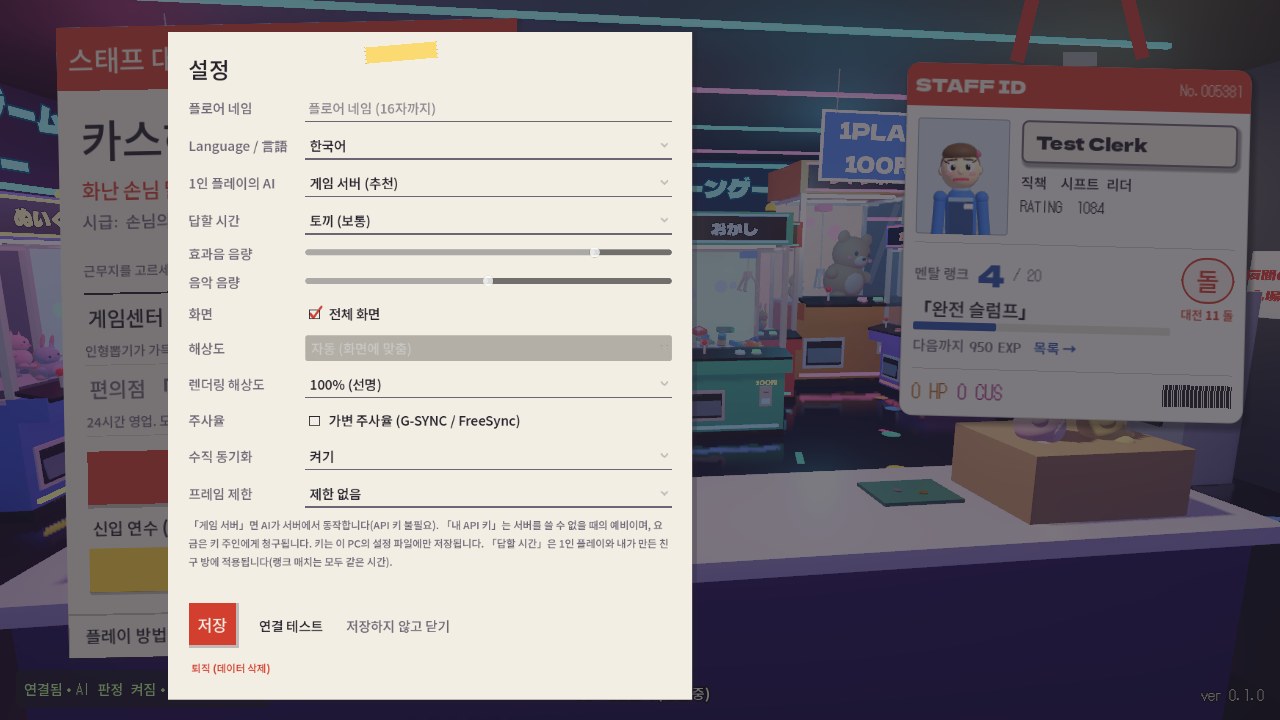 스태프 대
카스
화난 손님
시급: 손님의
근무지를 고르세
게임센터
인형뽑기가 가득
편의점
24시간 영업. 도
신입 연수 (
플레이 방법
연결됨 • AI 판정 켜짐 •
설정
플로어 네임 플로어 네임 (16자까지)
Language / 言語 한국어
1인 플레이의 AI 게임 서버 (추천)
답할 시간 토끼 (보통)
효과음 음량
음악 음량
화면 전체 화면
해상도 자동 (화면에 맞춤)
렌더링 해상도 100% (선명)
주사율 가변 주사율 (G-SYNC / FreeSync)
수직 동기화 켜기
프레임 제한 제한 없음
「게임 서버」면 AI가 서버에서 동작합니다(API 키 불필요). 「내 API 키」는 서버를 쓸 수 없을 때의 예비이며, 요
금은 키 주인에게 청구됩니다. 키는 이 PC의 설정 파일에만 저장됩니다. 「답할 시간」은 1인 플레이와 내가 만든 친
구 방에 적용됩니다(랭크 매치는 모두 같은 시간).
저장 연결 테스트 저장하지 않고 닫기
퇴직 (데이터 삭제)
중)
ぬいぐ
1PLA
100円
ーング
おかし
100円
STAFF ID No. 005381
Test Clerk
직책 시프트 리더
RATING 1084
멘탈 랭크 4 / 20
돌
「완전 슬럼프」
대전 11 돌
다음까지 950 EXP 목록 →
0 HP 0 CUS
ver 0.1.0